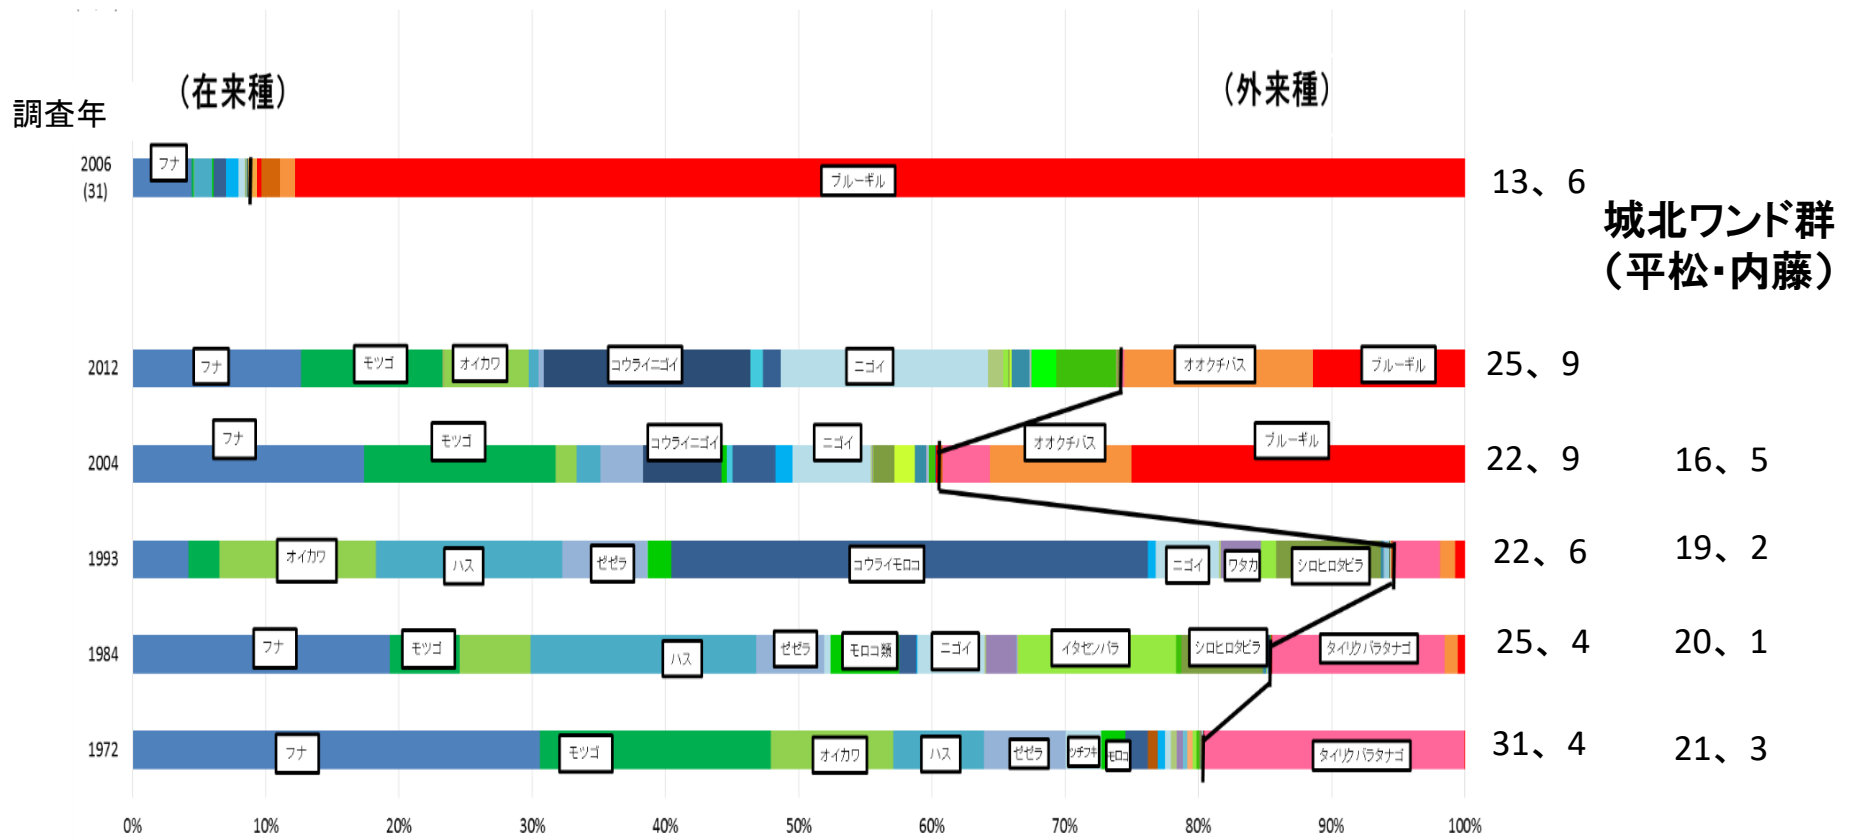 (在来種)
(外来種)
調査年
2006
(31)
フナ
ブルーギル
13、6
城北ワンド群
(平松・内藤)
2012
フナ
モツゴ
オイカワ
コウライニゴイ
ニゴイ
オオクチバス
ブルーギル
25、9
2004
フナ
モツゴ
コウライニゴイ
ニゴイ
オオクチバス
ブルーギル
22、9
16、5
1993
オイカワ
ハス
ゼゼラ
コウライモロコ
ニゴイ
ワタカ
シロヒロタビラ
22、6
19、2
1984
フナ
モツゴ
ハス
ゼゼラ
モロコ類
ニゴイ
イタセンパラ
シロヒロタビラ
タイリクバラタナゴ
25、4
20、1
1972
フナ
モツゴ
オイカワ
ハス
ゼゼラ
ツチフキ
モロコ
タイリクバラタナゴ
31、4
21、3
0%
10%
20%
30%
40%
50%
60%
70%
80%
90%
100%